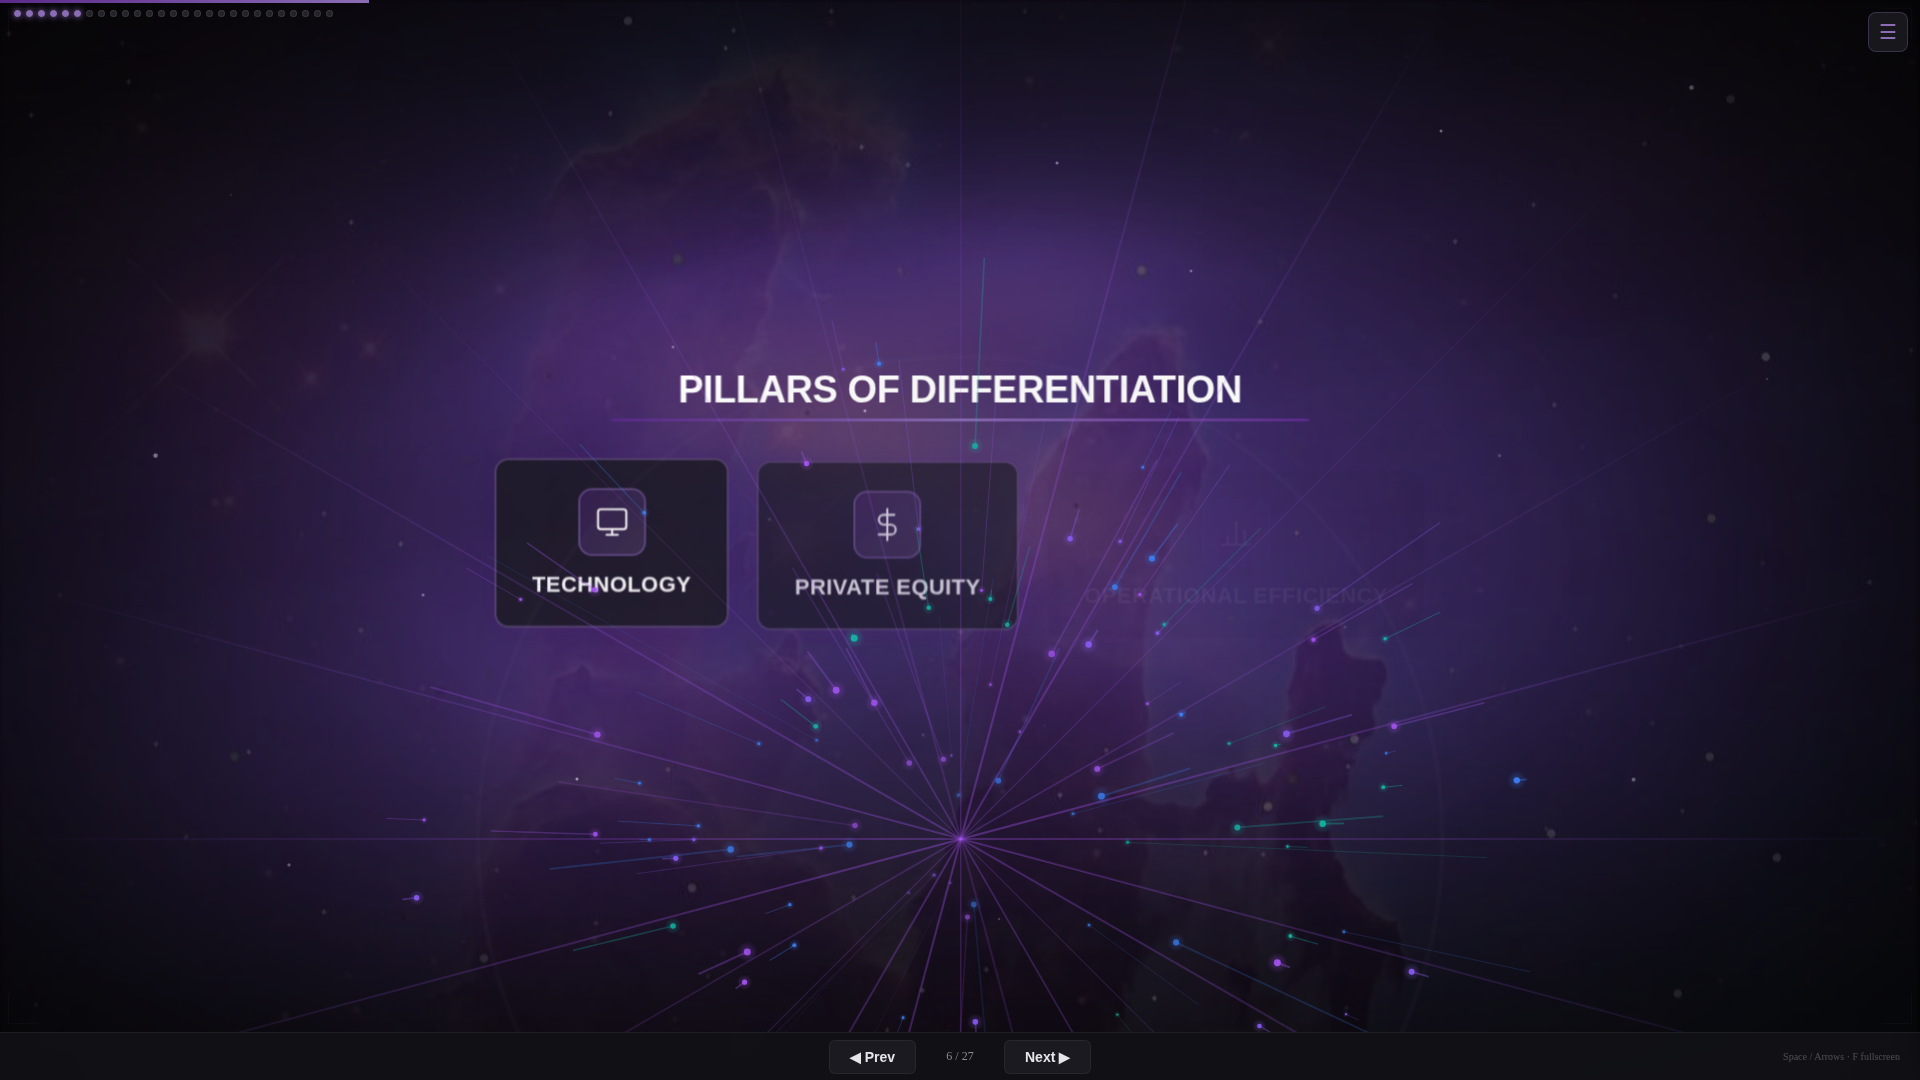 PILLARS OF DIFFERENTIATION
TECHNOLOGY
PRIVATE EQUITY
OPERATIONAL EFFICIENCY
◀ Prev
6 / 27
Next ▶
Space / Arrows · F fullscreen